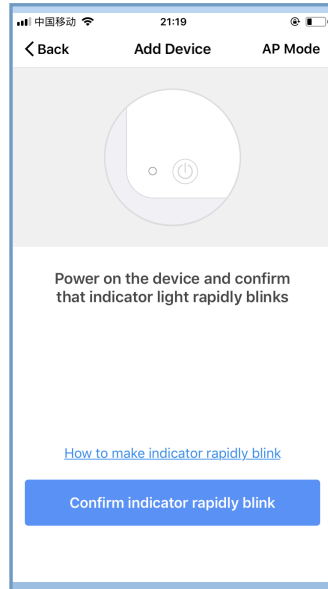 中国移动 21:19
Back Add Device AP Mode
Power on the device and confirm
that indicator light rapidly blinks
How to make indicator rapidly blink
Confirm indicator rapidly blink